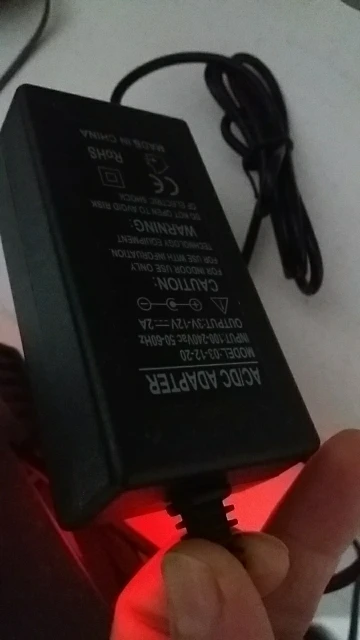 AC/DC ADAPTER
MODEL:03-12-20
INPUT:100-240Vac 50-60Hz
OUTPUT:3V-12V 2A
CAUTION:
FOR INDOOR USE ONLY.
FOR USE WITH INFORMATION
TECHNOLOGY EQUIPMENT
WARNING:
DO NOT OPEN TO AVOID RISK
OF ELECTRIC SHOCK
CE
RoHS
MADE IN CHINA